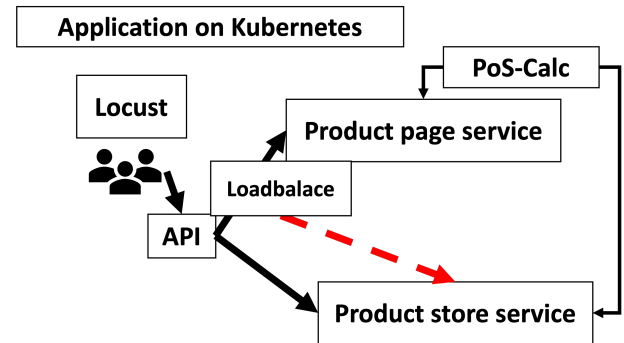 Application on Kubernetes
PoS-Calc
Locust
Product page service
Loadbalace
API
Product store service